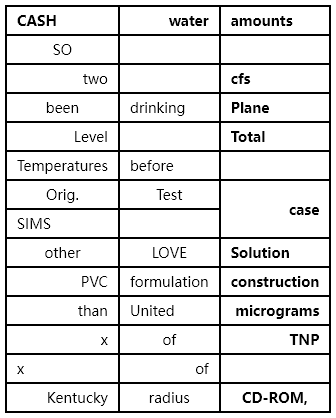 CASH water amounts
SO
two cfs
been drinking Plane
Level Total
Temperatures before
Orig. Test case
SIMS
other LOVE Solution
PVC formulation construction
than United micrograms
x of TNP
x of
Kentucky radius CD-ROM,